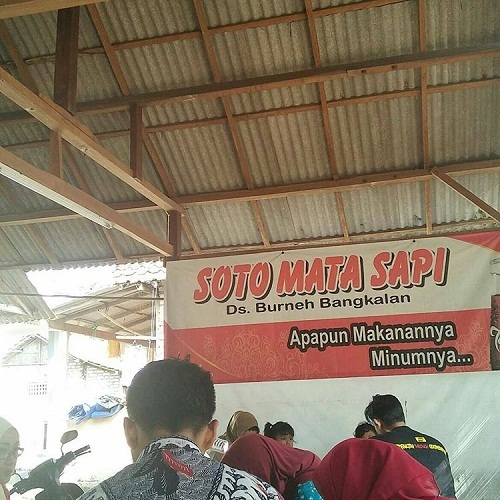 SOTO MATA SAPI
Ds. Burneh Bangkalan
Apapun Makanannya
Minumnya...